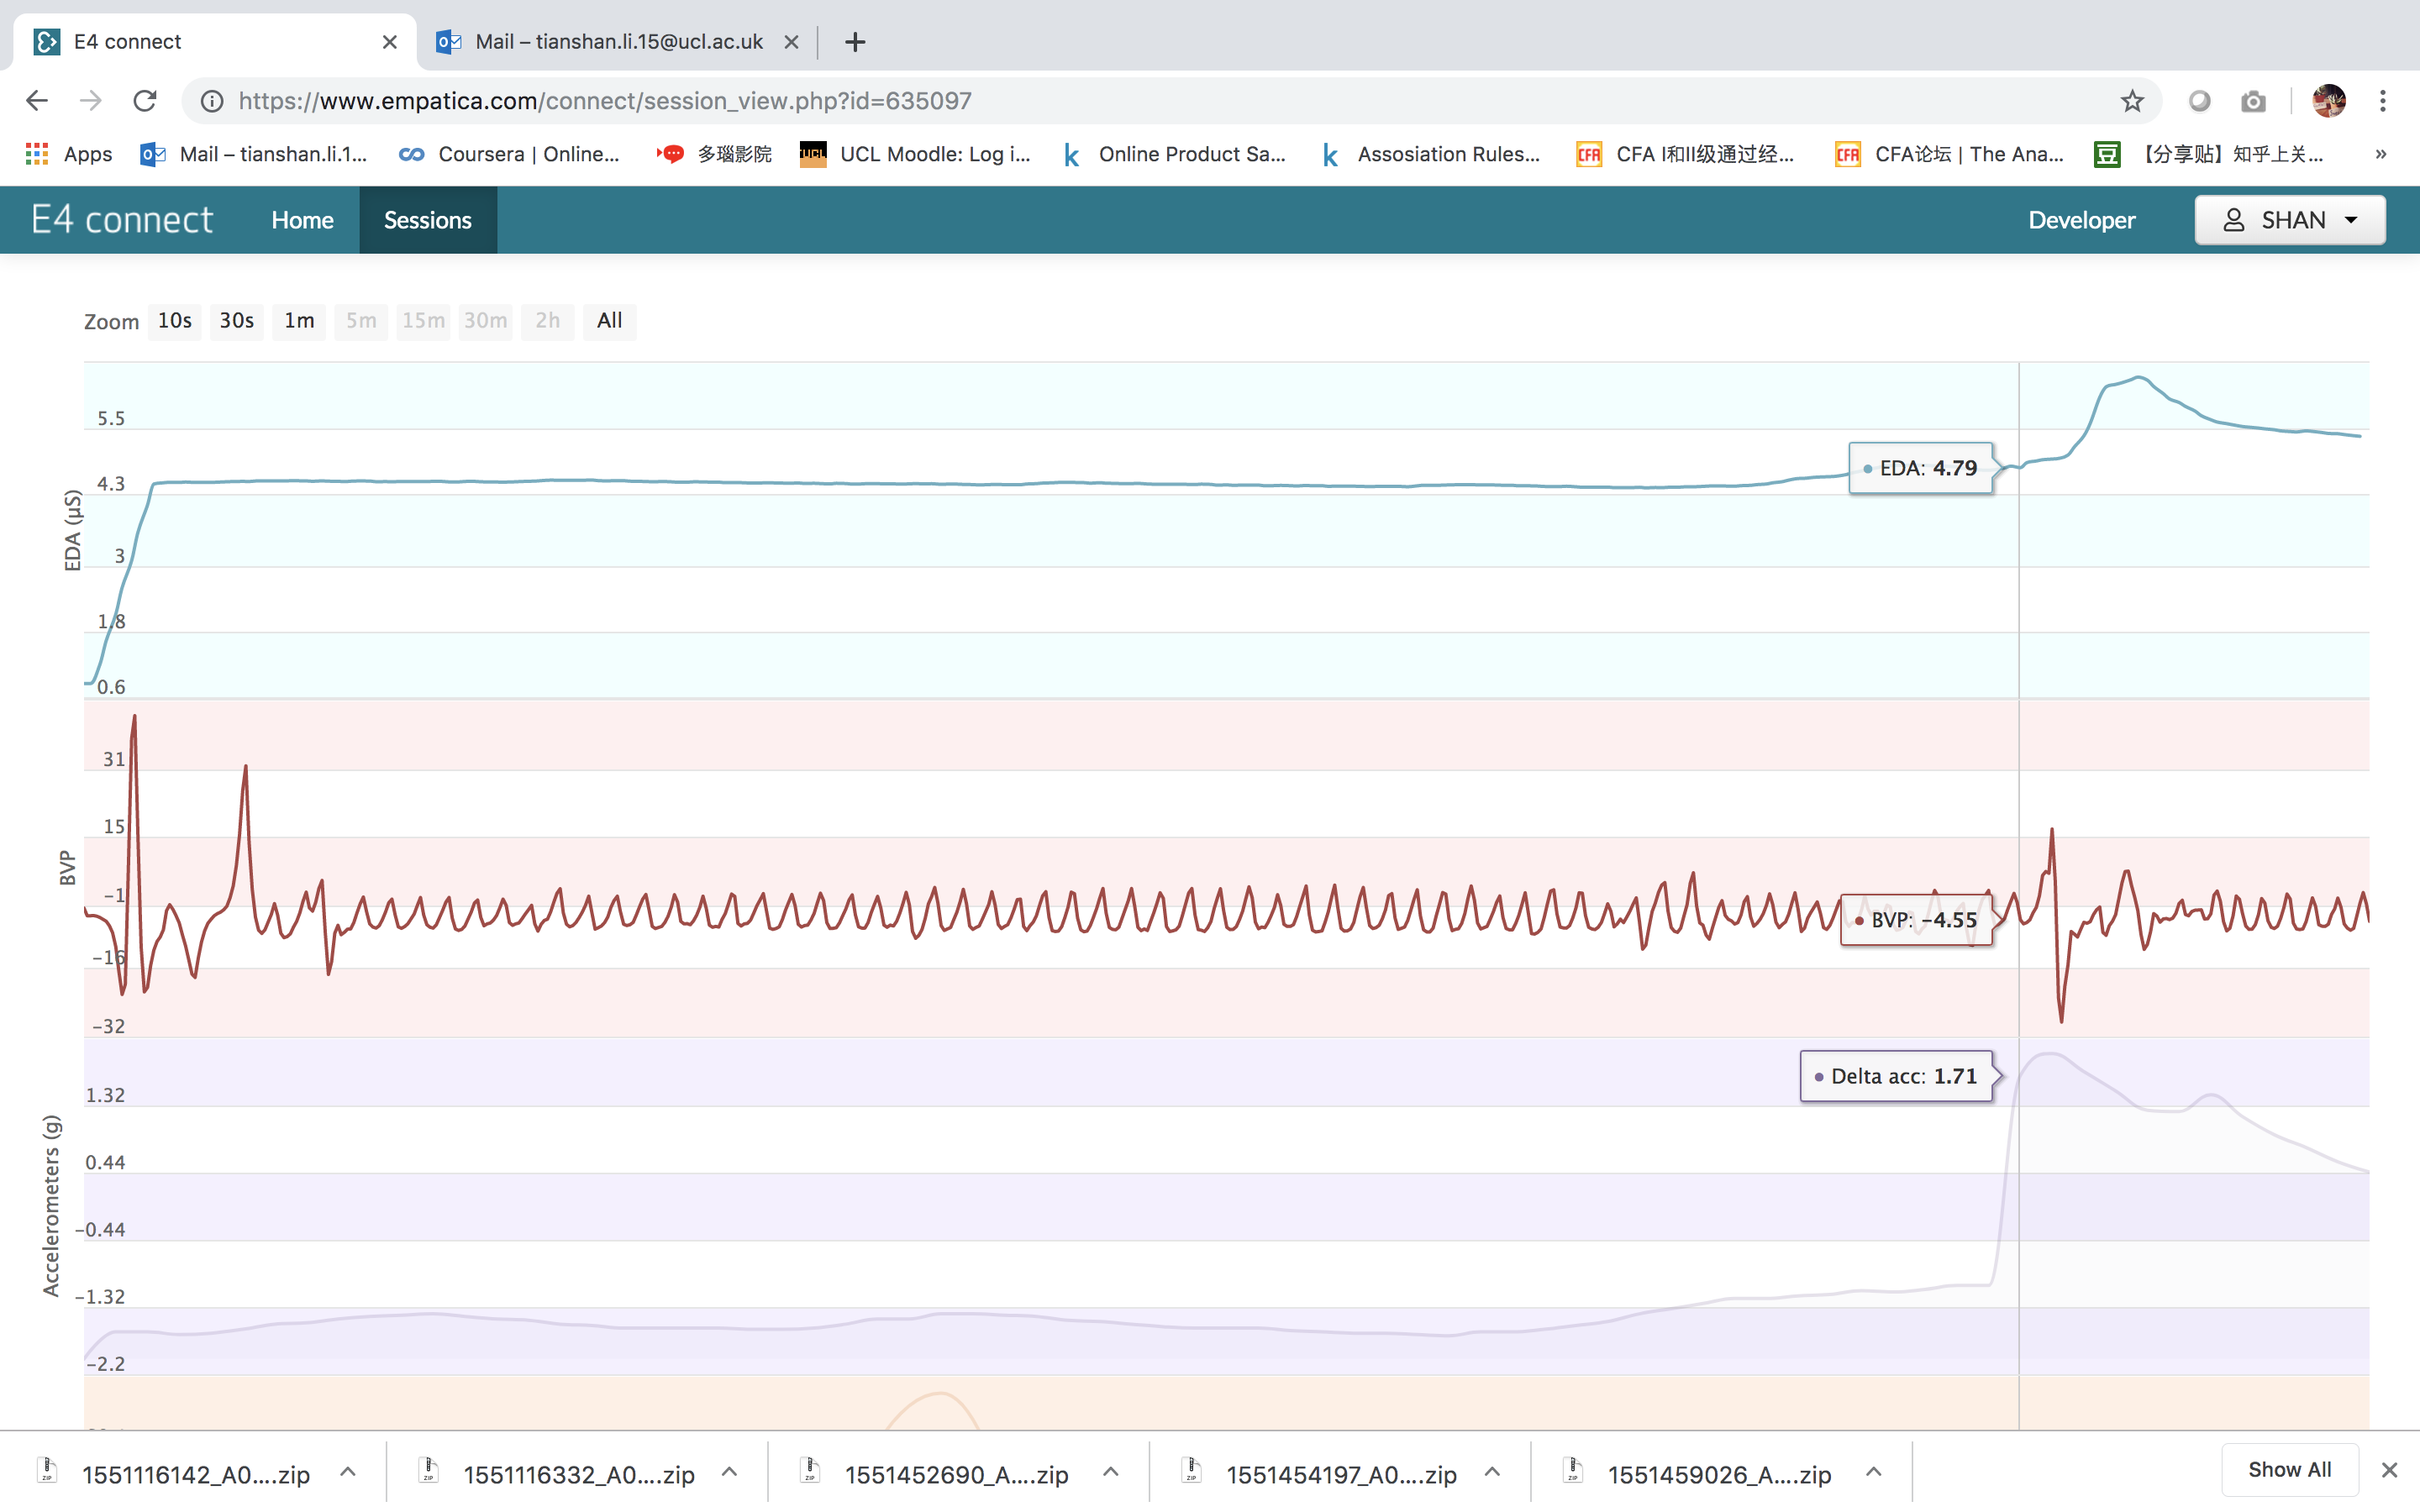 E4 connect
Mail – tianshan.li.15@ucl.ac.uk
https://www.empatica.com/connect/session_view.php?id=635097
Apps
Mail – tianshan.li.1...
Coursera | Online...
多瑙影院
UCL Moodle: Log i...
Online Product Sa...
Assosiation Rules...
CFA I和II级通过经...
CFA论坛 | The Ana...
【分享贴】知乎上关...
»
E4 connect
Home
Sessions
Developer
SHAN
Zoom 10s 30s 1m 5m 15m 30m 2h All
EDA (µS)
5.5
4.3
3
1.8
0.6
EDA: 4.79
BVP
31
15
−1
−16
−32
BVP: −4.55
Accelerometers (g)
1.32
0.44
−0.44
−1.32
−2.2
Delta acc: 1.71
1551116142_A0....zip
1551116332_A0....zip
1551452690_A....zip
1551454197_A0....zip
1551459026_A....zip
Show All